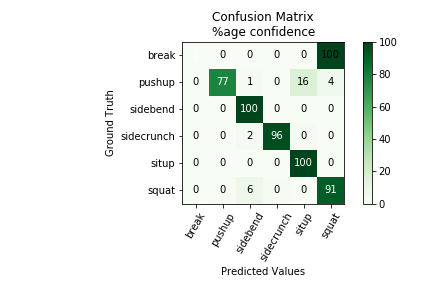 Confusion Matrix
%age confidence
break 0 0 0 0 100
pushup 0 77 1 0 16 4
sidebend 0 0 100 0 0 0
sidecrunch 0 0 2 96 0 0
situp 0 0 0 0 100 0
squat 0 0 6 0 0 91
break pushup sidebend sidecrunch situp squat
Predicted Values
Ground Truth
100
80
60
40
20
0